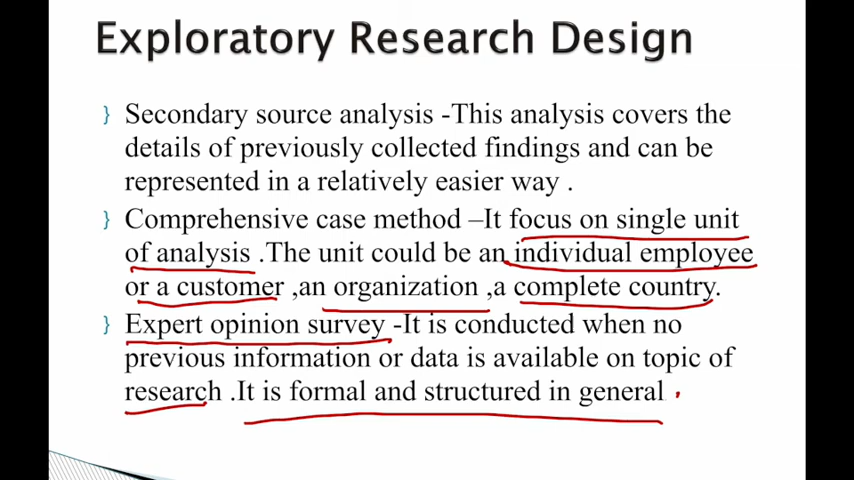 Exploratory Research Design
} Secondary source analysis -This analysis covers the
details of previously collected findings and can be
represented in a relatively easier way .
} Comprehensive case method –It focus on single unit
of analysis .The unit could be an individual employee
or a customer ,an organization ,a complete country.
} Expert opinion survey -It is conducted when no
previous information or data is available on topic of
research .It is formal and structured in general .